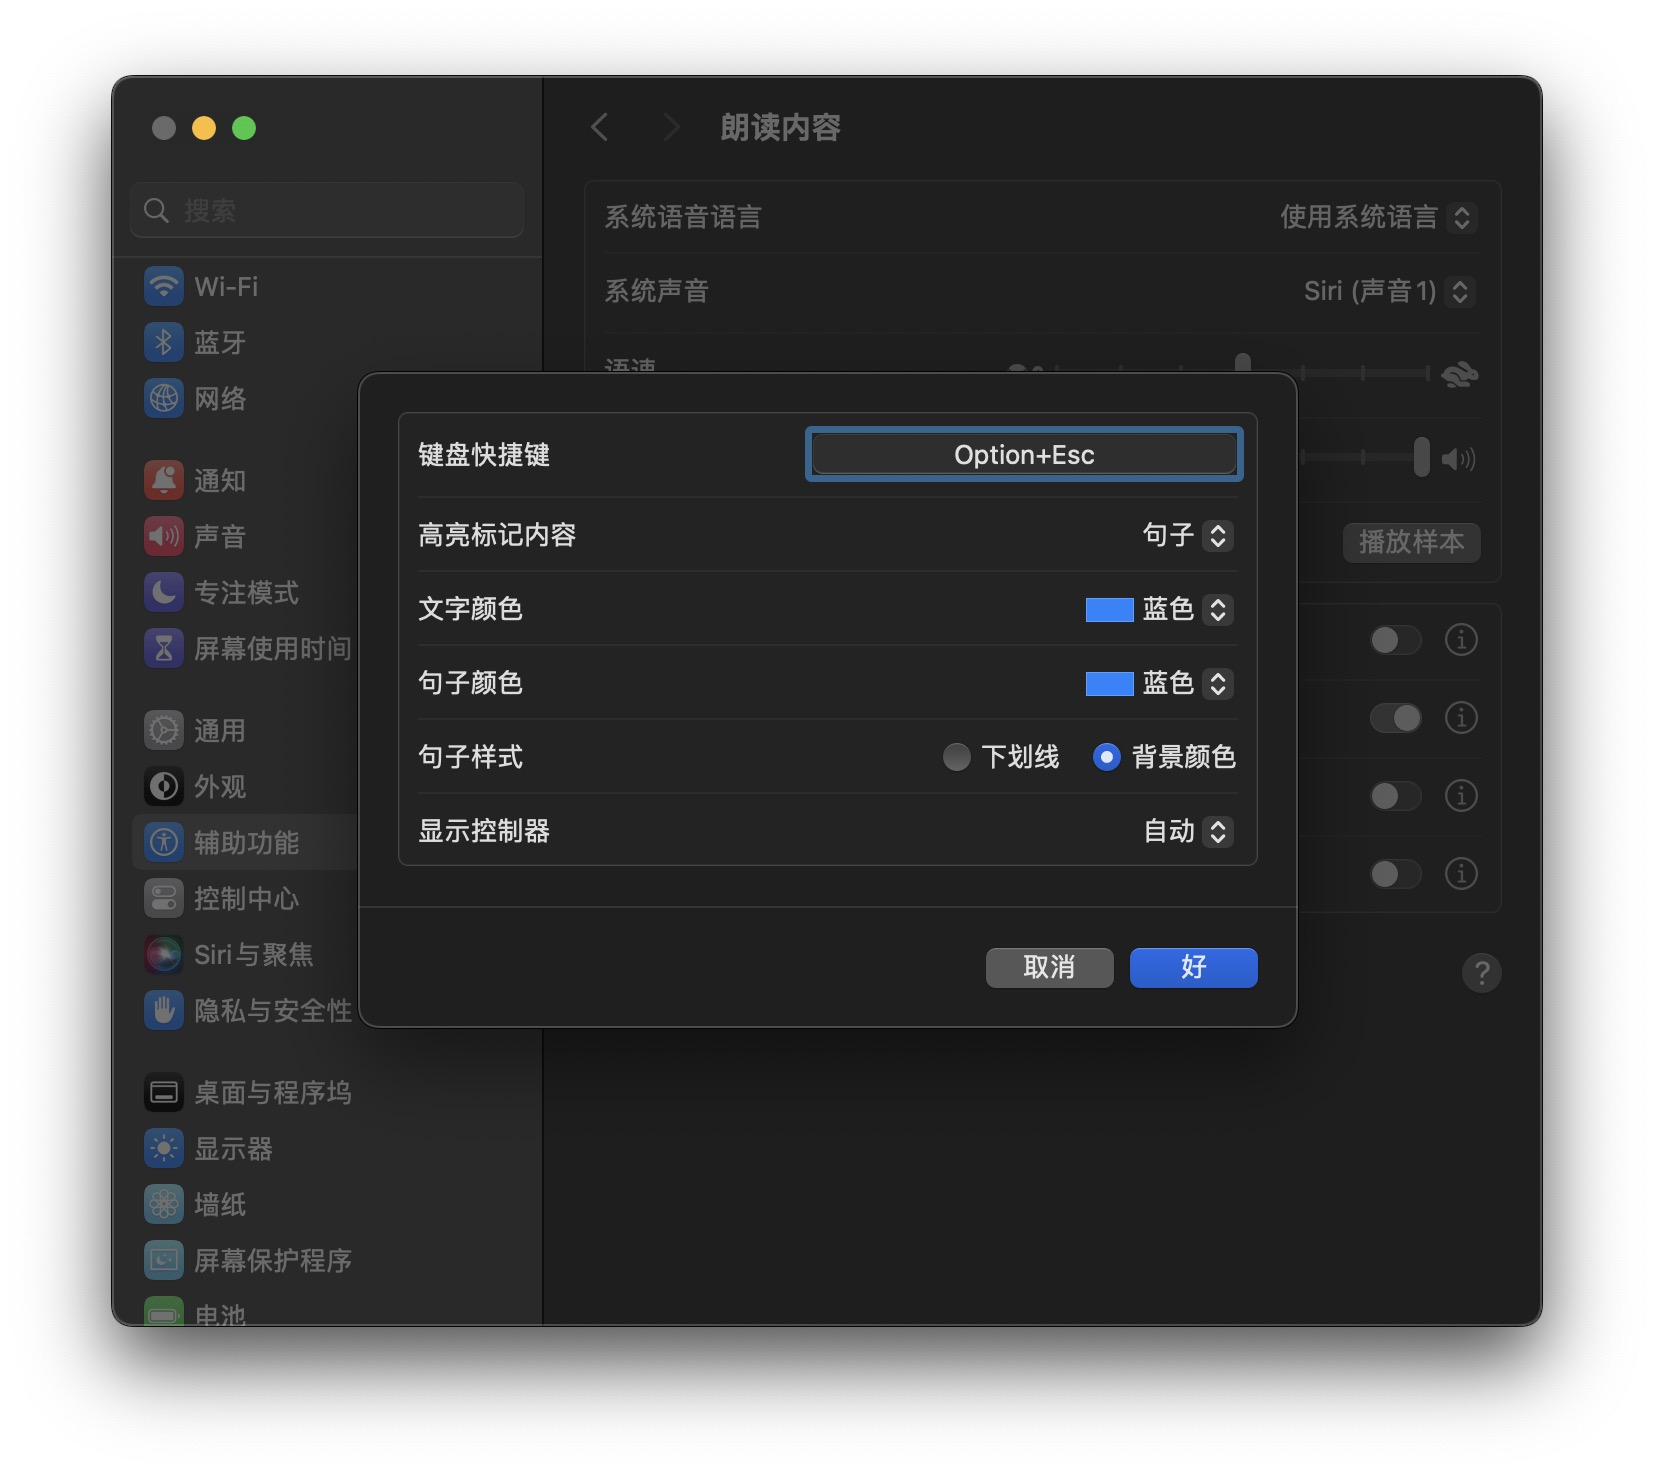 朗读内容
搜索
Wi-Fi
蓝牙
网络
通知
声音
专注模式
屏幕使用时间
通用
外观
辅助功能
控制中心
Siri与聚焦
隐私与安全性
桌面与程序坞
显示器
墙纸
屏幕保护程序
电池
系统语音语言 使用系统语言
系统声音 Siri (声音1)
语速
播放样本
键盘快捷键 Option+Esc
高亮标记内容 句子
文字颜色 蓝色
句子颜色 蓝色
句子样式 下划线 背景颜色
显示控制器 自动
取消 好
?